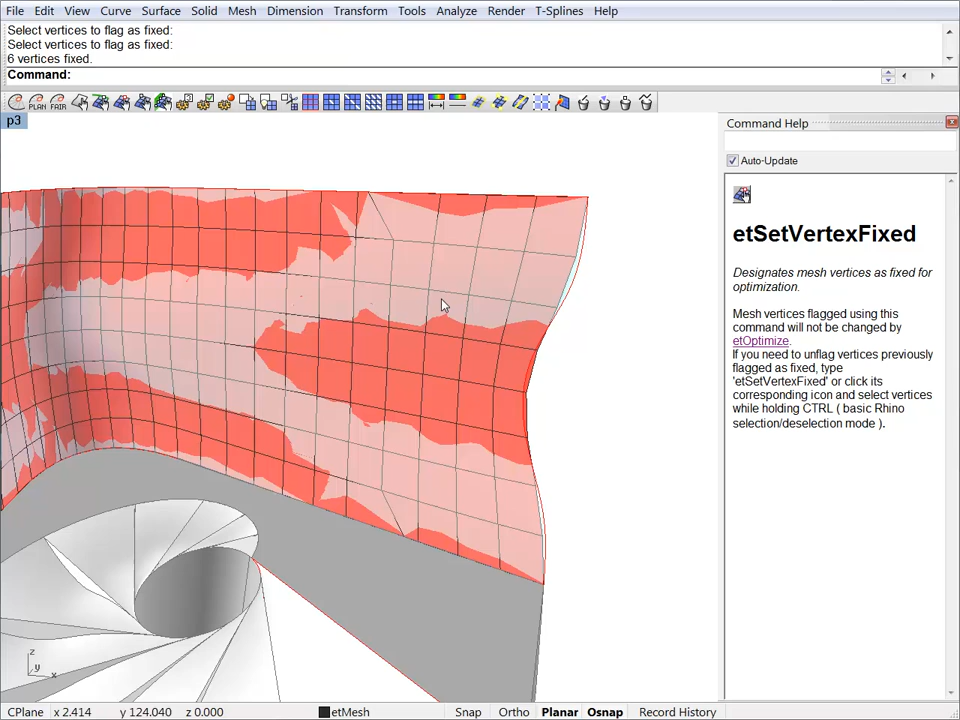 File Edit View Curve Surface Solid Mesh Dimension Transform Tools Analyze Render T-Splines Help
Select vertices to flag as fixed:
Select vertices to flag as fixed:
6 vertices fixed.
Command:
PLAN FAIR
p3
Command Help
Auto-Update
etSetVertexFixed
Designates mesh vertices as fixed for
optimization.
Mesh vertices flagged using this
command will not be changed by
etOptimize.
If you need to unflag vertices previously
flagged as fixed, type
'etSetVertexFixed' or click its
corresponding icon and select vertices
while holding CTRL ( basic Rhino
selection/deselection mode ).
z
y
x
CPlane x 2.414 y 124.040 z 0.000 etMesh Snap Ortho Planar Osnap Record History